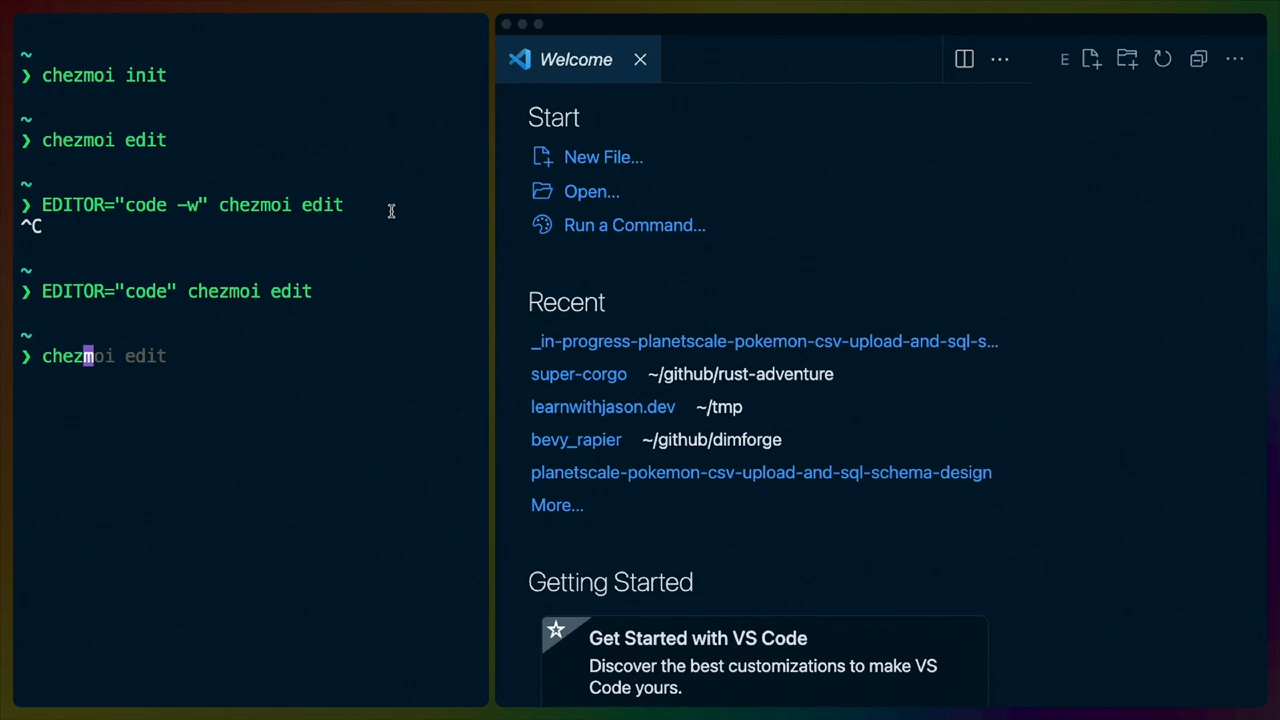 ~
❯ chezmoi init
~
❯ chezmoi edit
~
❯ EDITOR="code -w" chezmoi edit
^C
~
❯ EDITOR="code" chezmoi edit
~
❯ chezmoi edit
Welcome
E
Start
New File...
Open...
Run a Command...
Recent
_in-progress-planetscale-pokemon-csv-upload-and-sql-s...
super-corgo ~/github/rust-adventure
learnwithjason.dev ~/tmp
bevy_rapier ~/github/dimforge
planetscale-pokemon-csv-upload-and-sql-schema-design
More...
Getting Started
Get Started with VS Code
Discover the best customizations to make VS
Code yours.